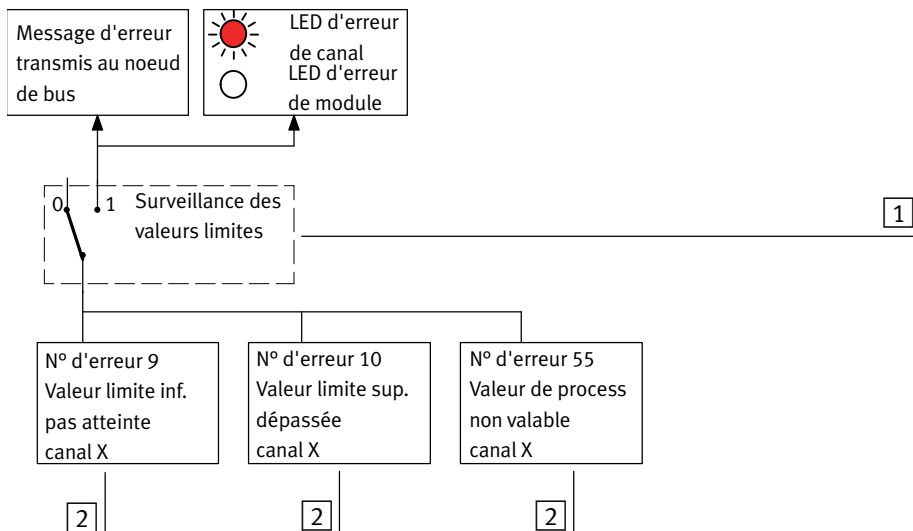 Message d'erreur
transmis au noeud
de bus
LED d'erreur
de canal
LED d'erreur
de module
0
1
Surveillance des
valeurs limites
1
N° d'erreur 9
Valeur limite inf.
pas atteinte
canal X
N° d'erreur 10
Valeur limite sup.
dépassée
canal X
N° d'erreur 55
Valeur de process
non valable
canal X
2
2
2